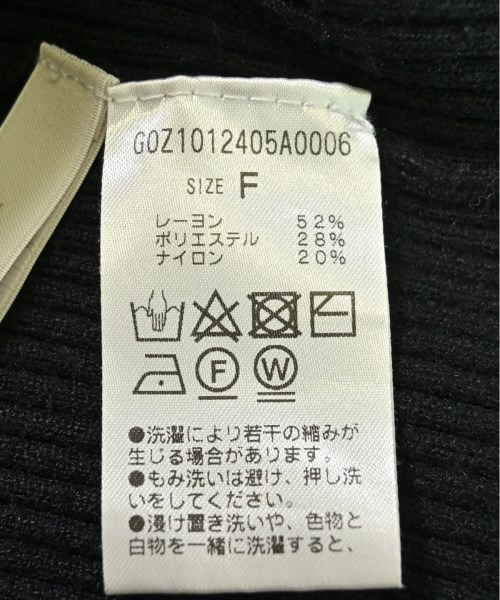 G0Z1012405A0006
SIZE F
レーヨン 52%
ポリエステル 28%
ナイロン 20%
F W
●洗濯により若干の縮みが
生じる場合があります。
●もみ洗いは避け、押し洗
いをしてください。
●浸け置き洗いや、色物と
白物を一緒に洗濯すると、